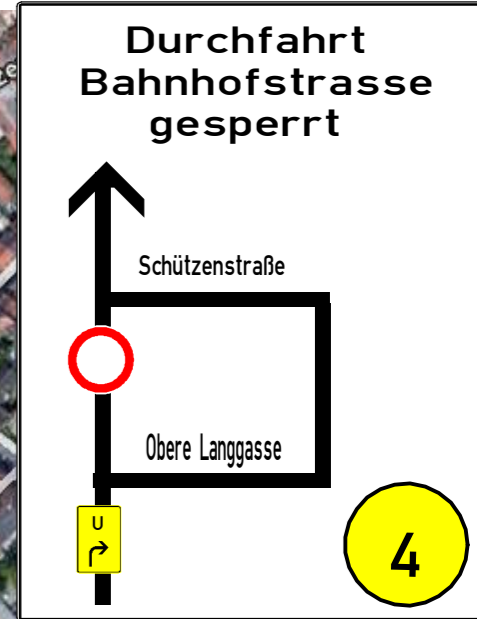 Durchfahrt
Bahnhofstrasse
gesperrt
Schützenstraße
Obere Langgasse
U
4